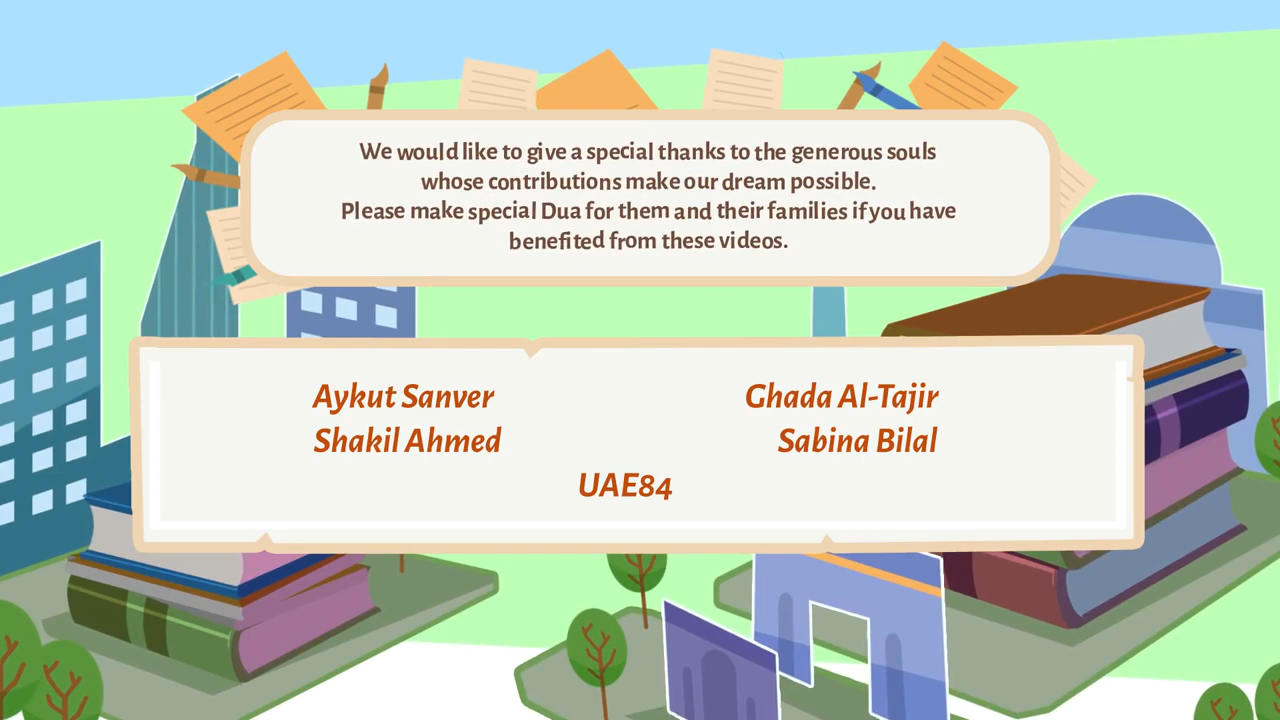 We would like to give a special thanks to the generous souls
whose contributions make our dream possible.
Please make special Dua for them and their families if you have
benefited from these videos.
Aykut Sanver
Ghada Al-Tajir
Shakil Ahmed
Sabina Bilal
UAE84